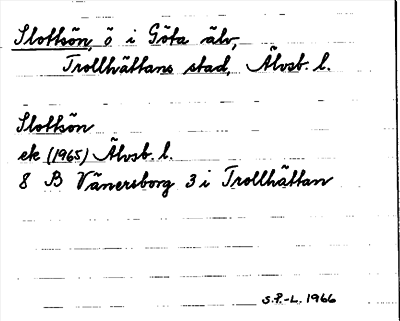 Slottsön, ö i Göta älv,
Trollhättans stad, Älvsb. l.
Slottsön
ek (1965) Älvsb. l.
8 B Vänersborg 3 i Trollhättan
S.P.-L. 1966